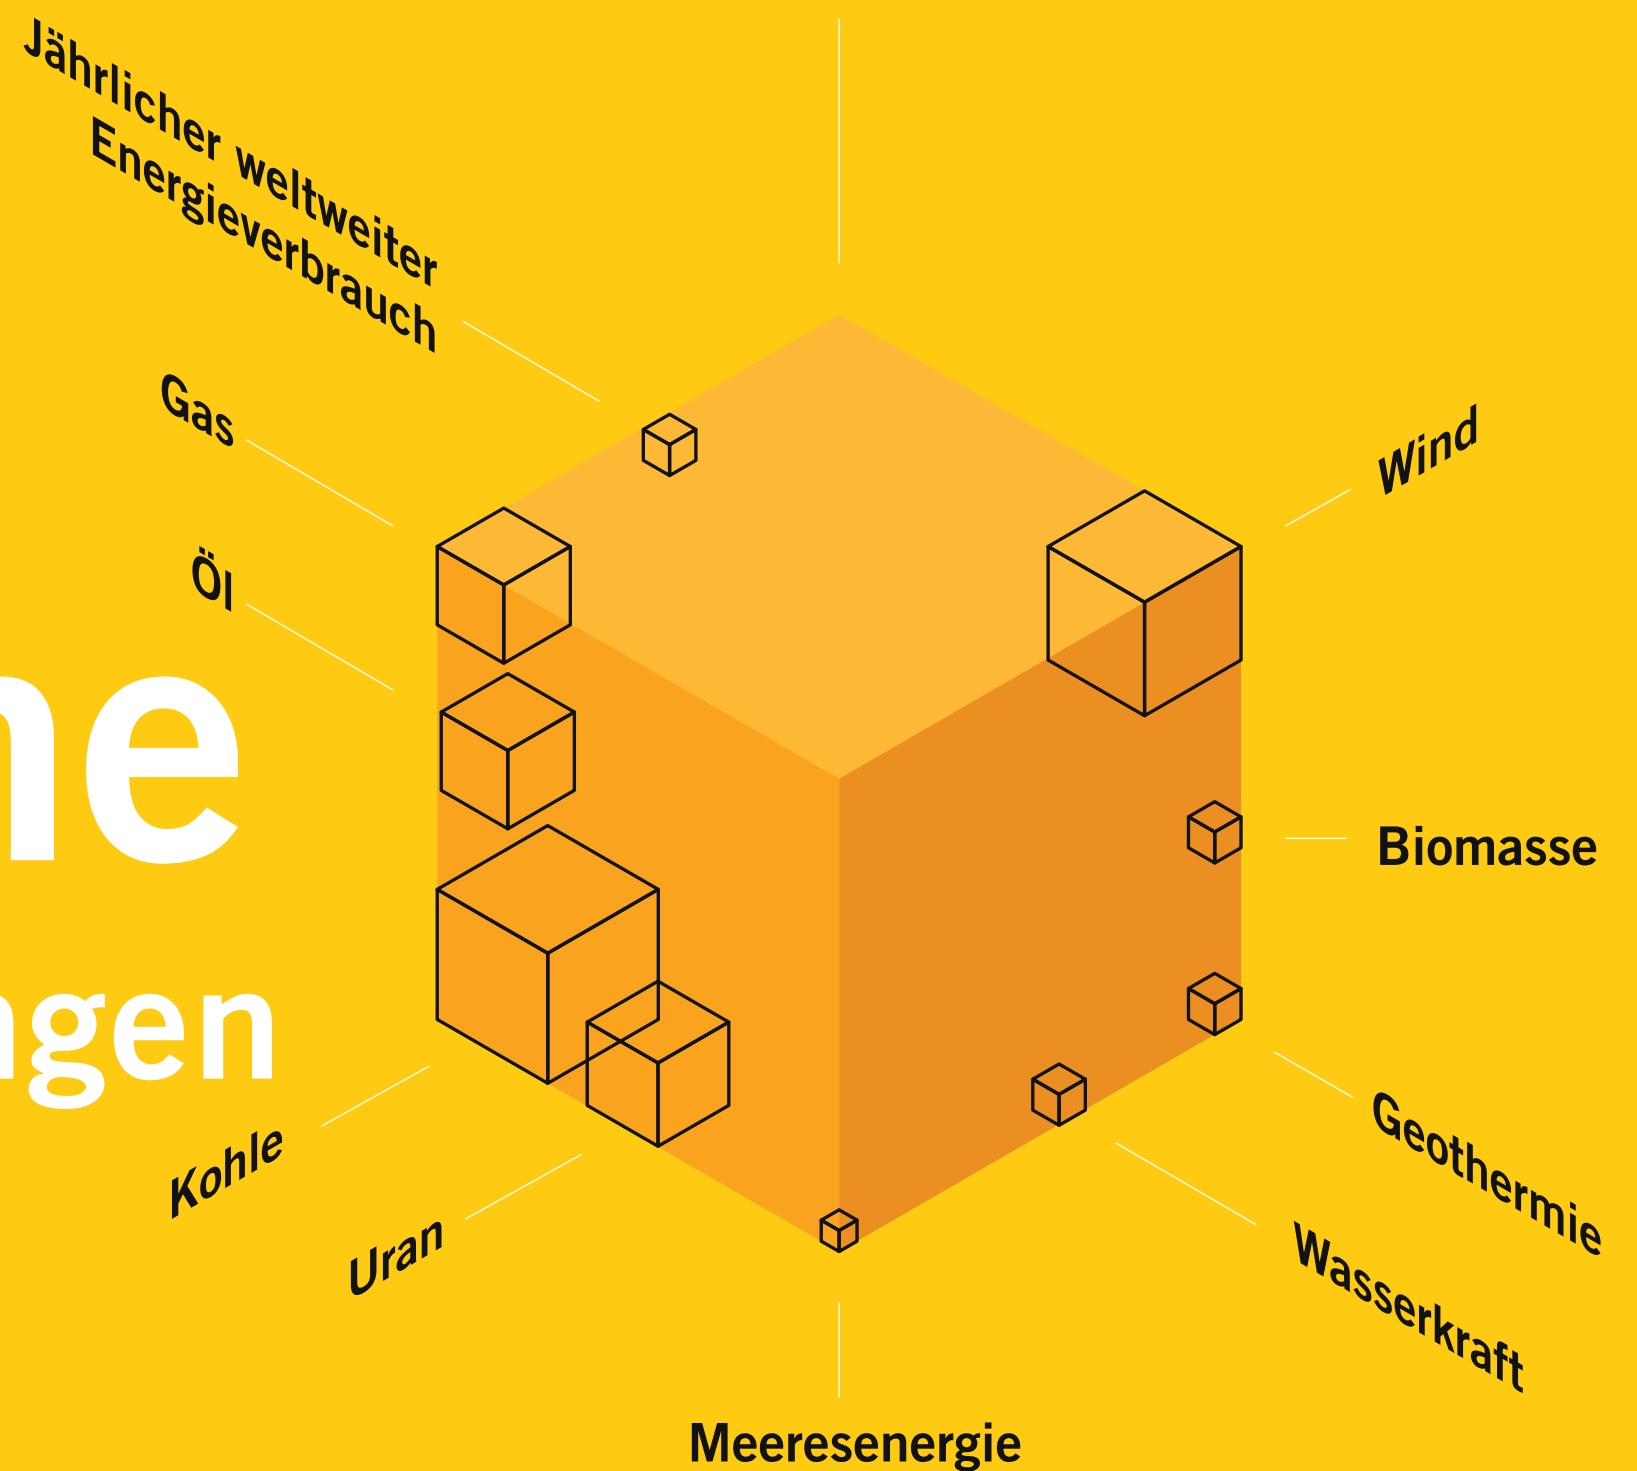 Jährlicher weltweiter
Energieverbrauch
Gas
Öl
Wind
Biomasse
Kohle
Uran
Geothermie
Wasserkraft
Meeresenergie